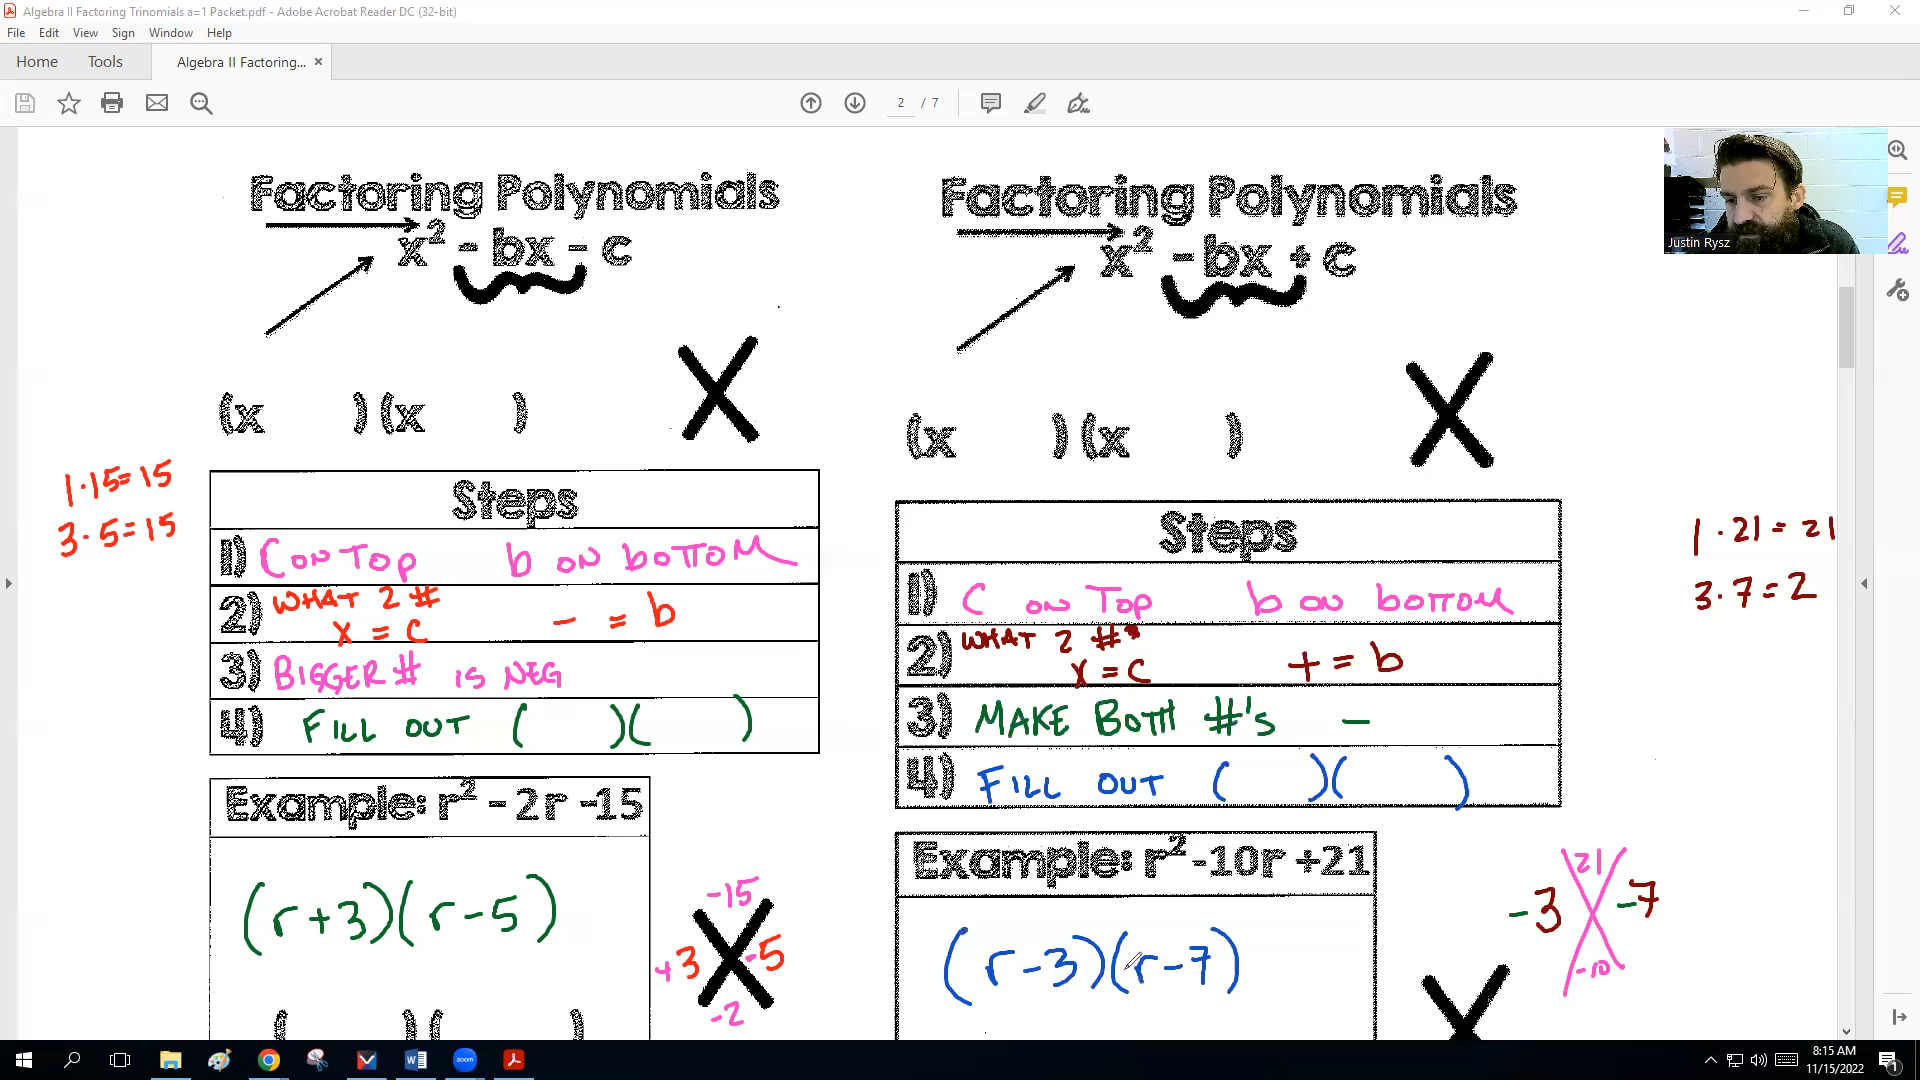 Algebra II Factoring Trinomials a=1 Packet.pdf - Adobe Acrobat Reader DC (32-bit)
File Edit View Sign Window Help
Home Tools Algebra II Factoring... ×
2 / 7
Justin Rysz
Factoring Polynomials
x² - bx - c
(x )(x )
1·15=15
3·5=15
Steps
1) C on Top b on bottom
2) WHAT 2 #
x = c - = b
3) BIGGER # is NEG
4) FILL OUT ( )( )
Example: r² - 2r -15
(r+3)(r-5)
-15
+3 -5
-2
( )( )
Factoring Polynomials
x² - bx + c
(x )(x )
1·21=21
3·7=2
Steps
1) C on Top b on bottom
2) WHAT 2 #'s
x = c + = b
3) MAKE BOTH #'s -
4) FILL OUT ( )( )
Example: r² -10r +21
(r-3)(r-7)
21
-3 -7
-10
8:15 AM
11/15/2022
zoom
1